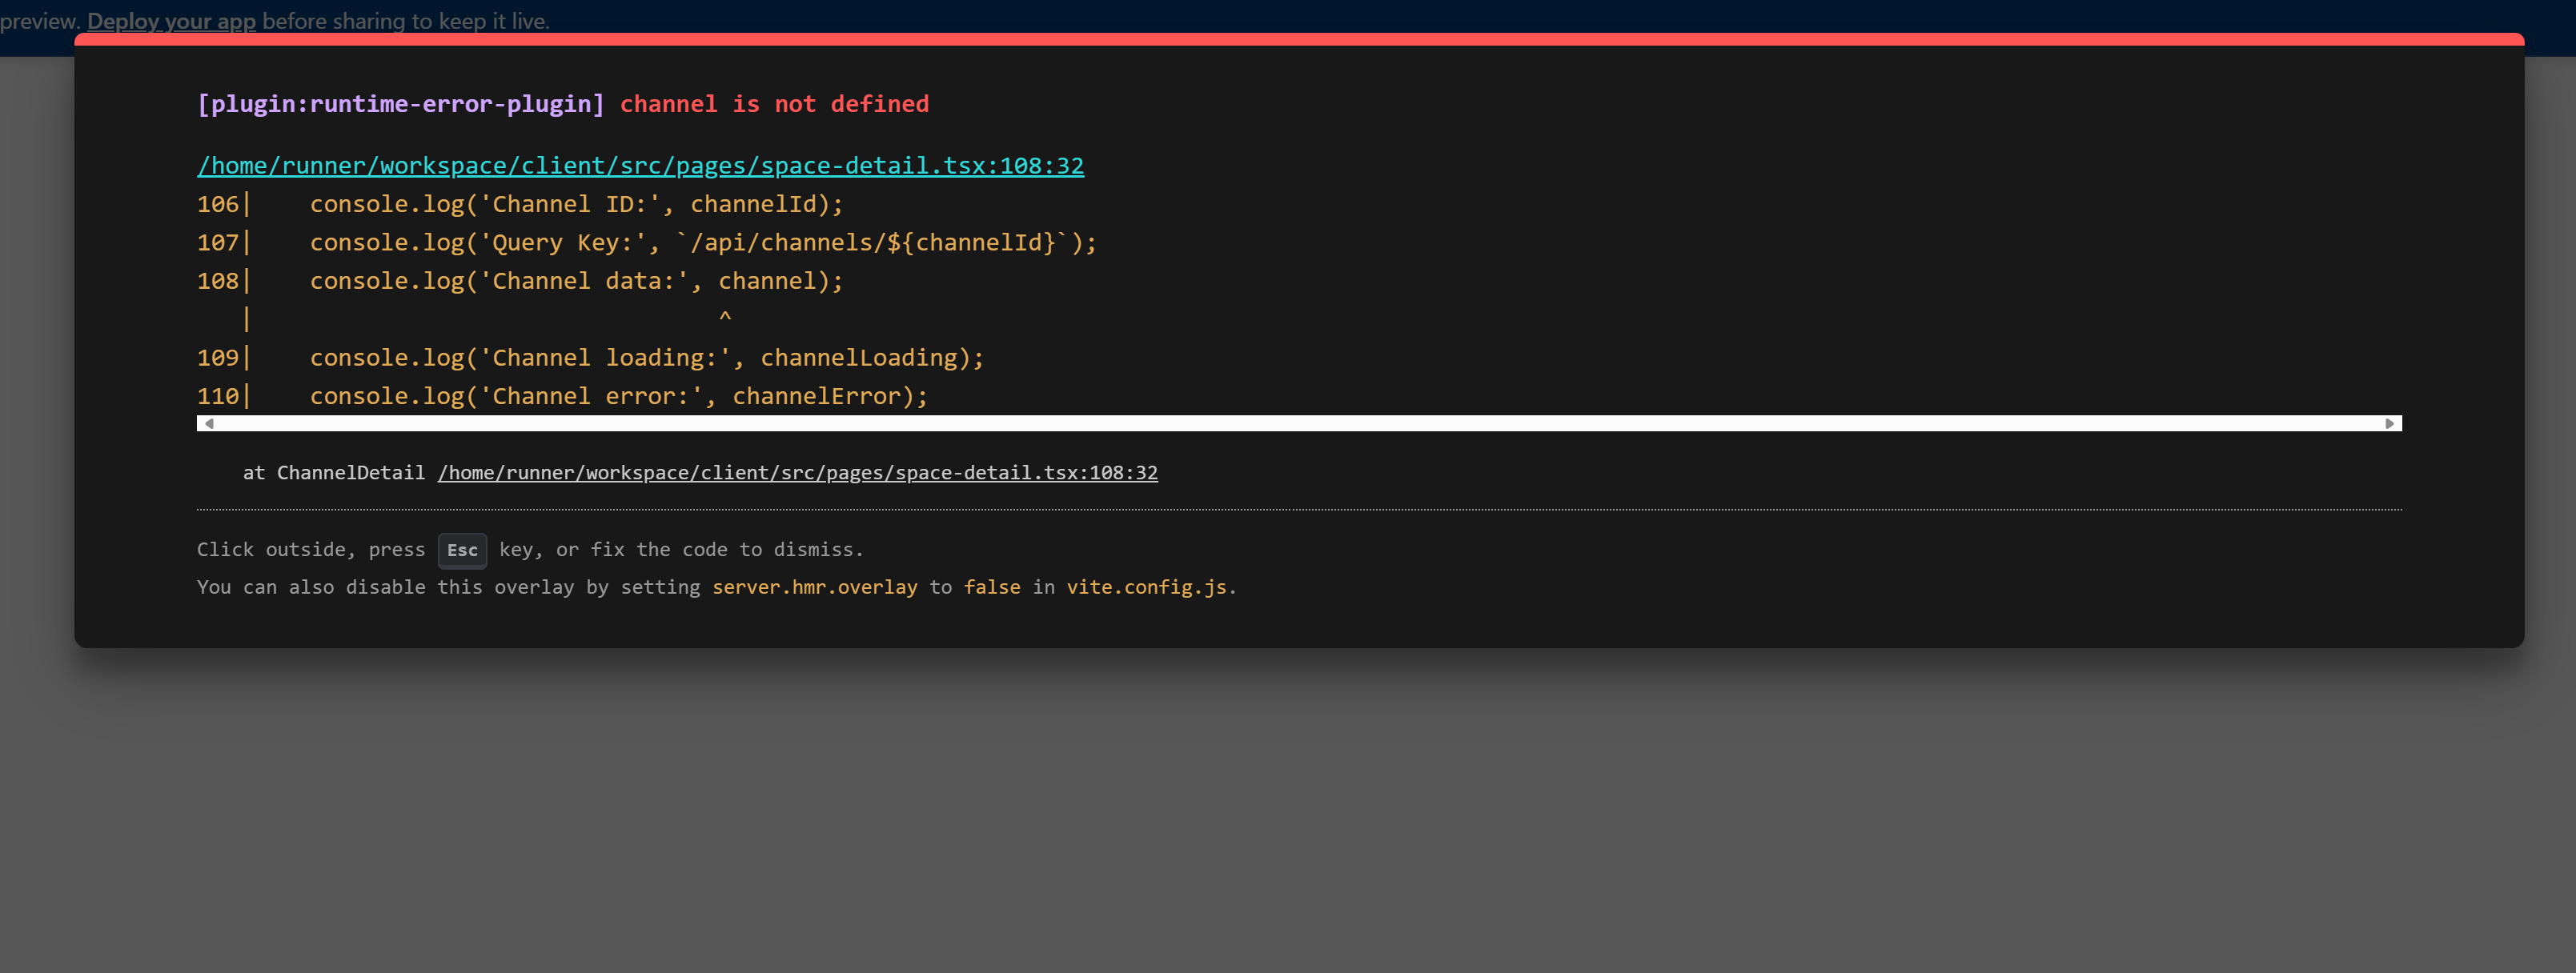 preview. Deploy your app before sharing to keep it live.
[plugin:runtime-error-plugin] channel is not defined
/home/runner/workspace/client/src/pages/space-detail.tsx:108:32
106|    console.log('Channel ID:', channelId);
107|    console.log('Query Key:', `/api/channels/${channelId}`);
108|    console.log('Channel data:', channel);
   |                                 ^
109|    console.log('Channel loading:', channelLoading);
110|    console.log('Channel error:', channelError);
    at ChannelDetail /home/runner/workspace/client/src/pages/space-detail.tsx:108:32
Click outside, press Esc key, or fix the code to dismiss.
You can also disable this overlay by setting server.hmr.overlay to false in vite.config.js.